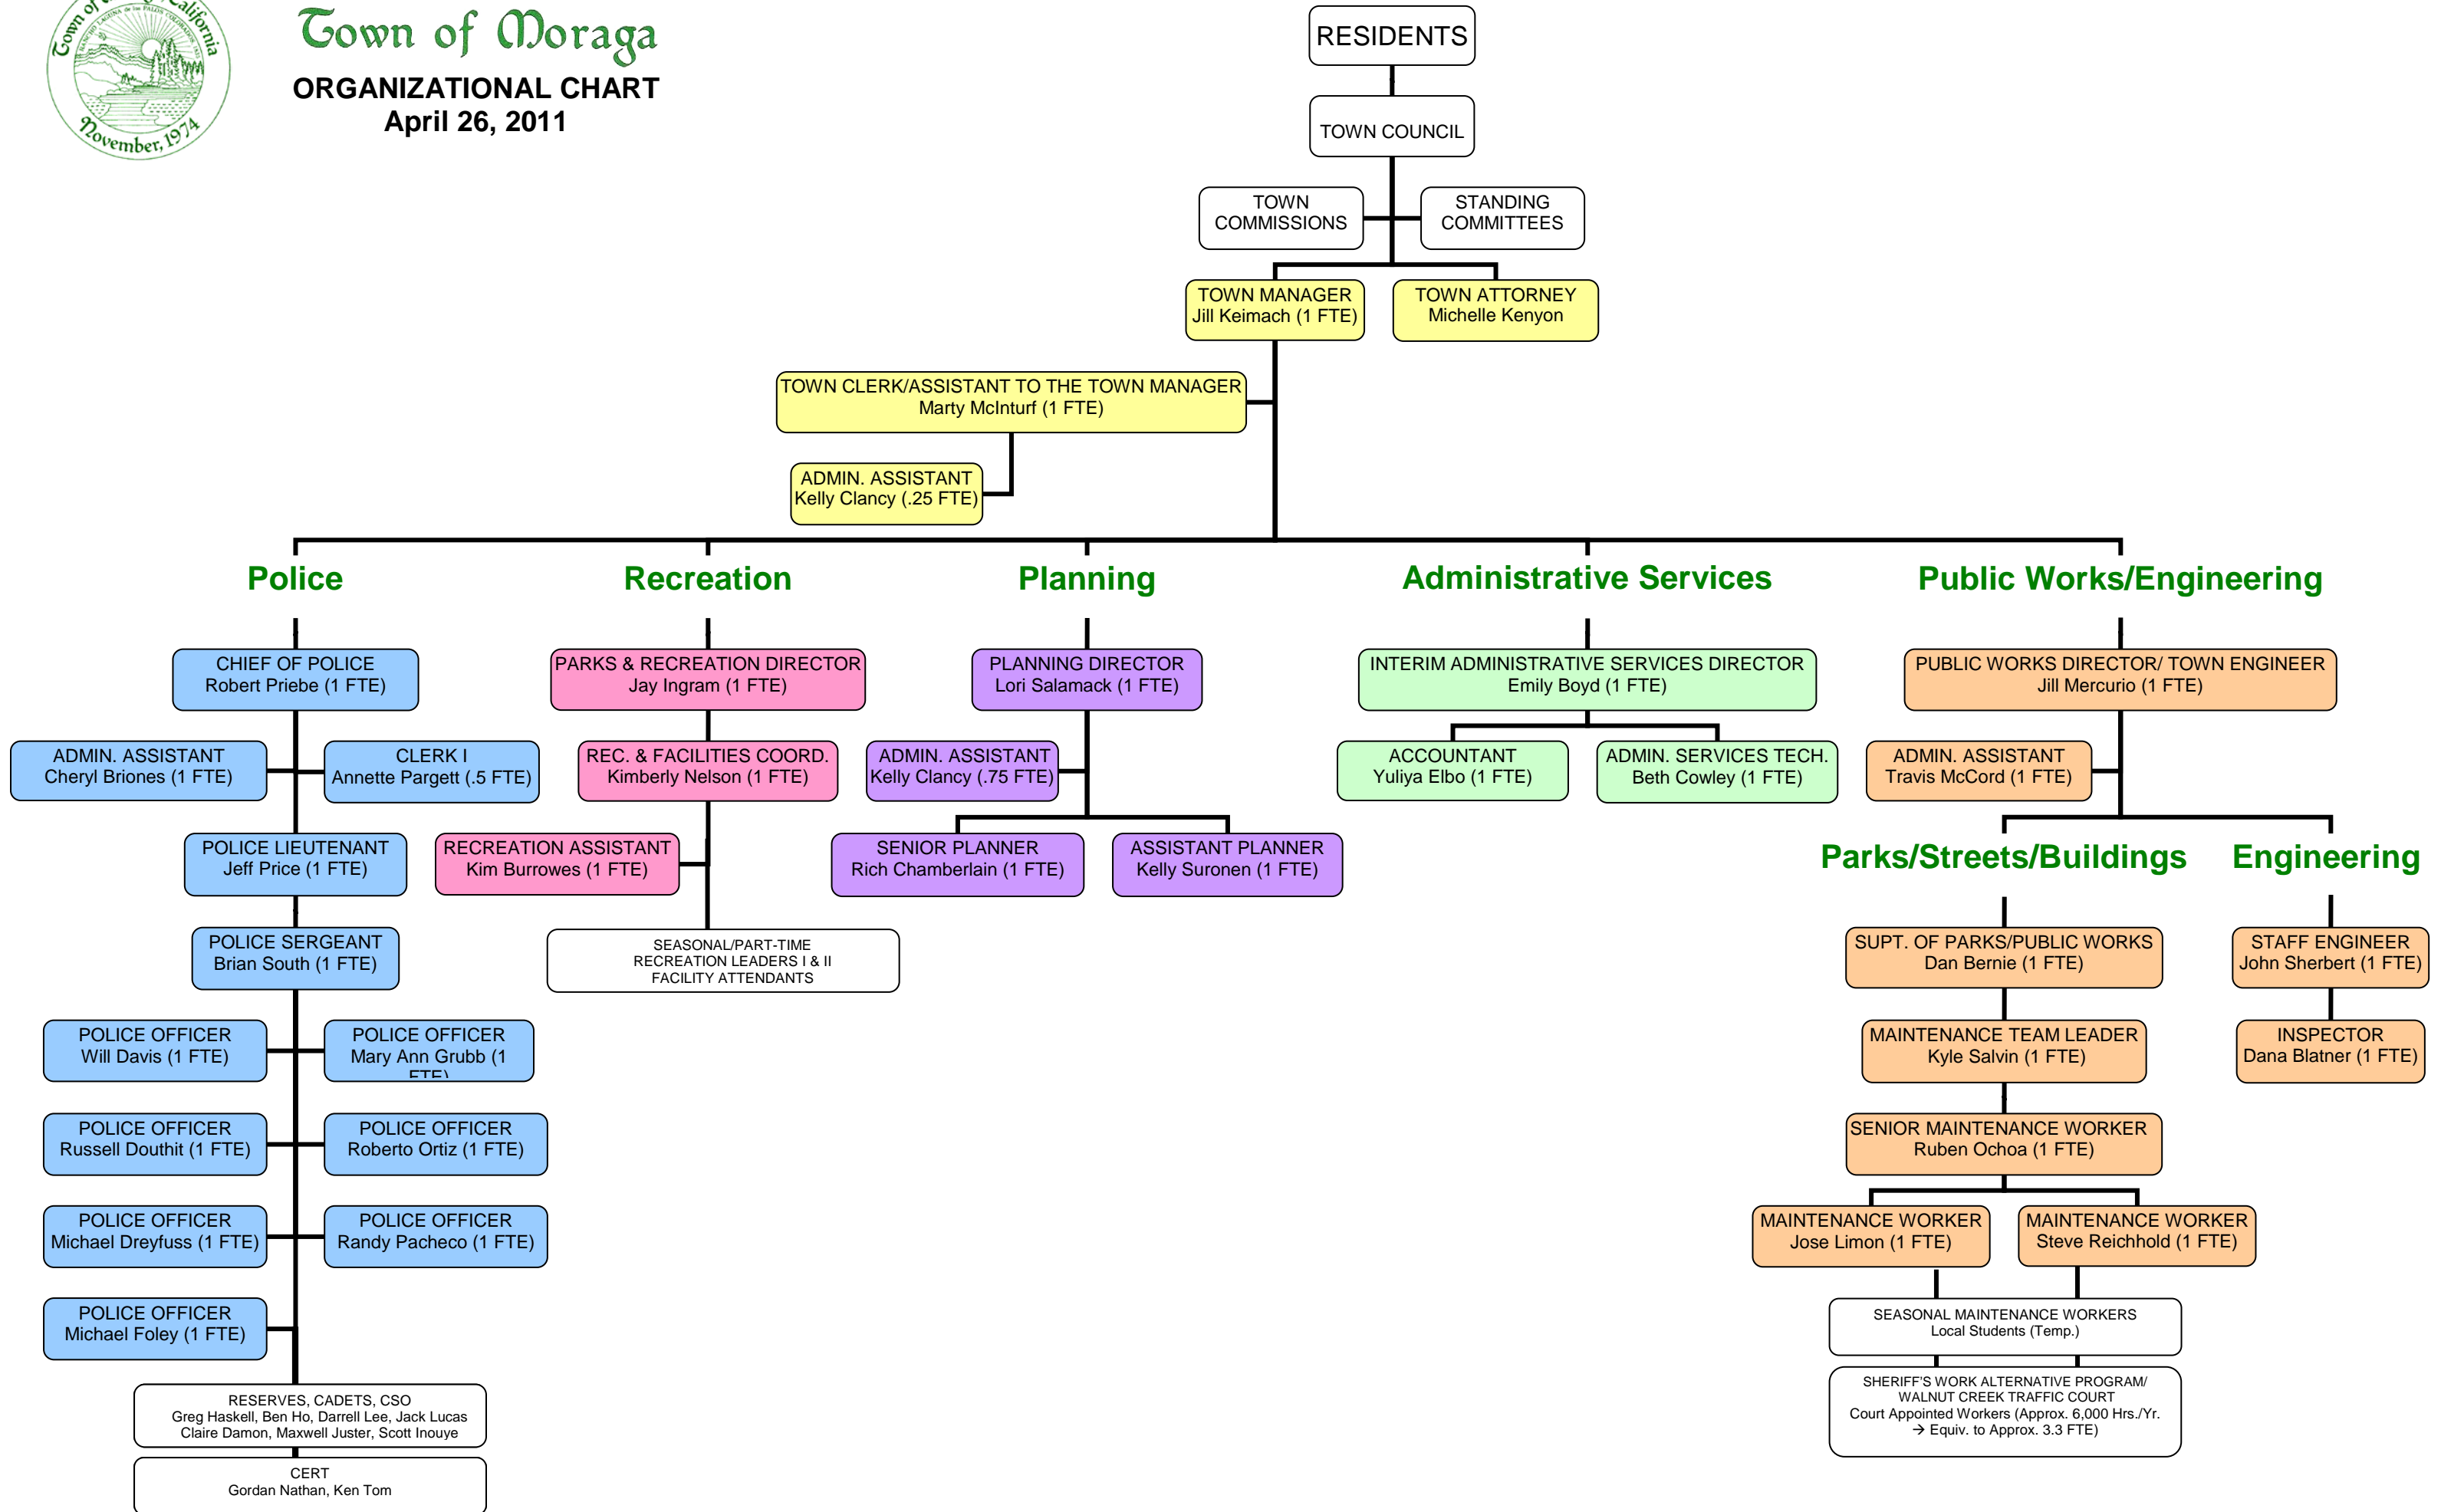 Town of Moraga
ORGANIZATIONAL CHART
April 26, 2011
California
November, 1974
RESIDENTS
TOWN COUNCIL
TOWN
COMMISSIONS
STANDING
COMMITTEES
TOWN MANAGER
Jill Keimach (1 FTE)
TOWN ATTORNEY
Michelle Kenyon
TOWN CLERK/ASSISTANT TO THE TOWN MANAGER
Marty McInturf (1 FTE)
ADMIN. ASSISTANT
Kelly Clancy (.25 FTE)
Police
Recreation
Planning
Administrative Services
Public Works/Engineering
CHIEF OF POLICE
Robert Priebe (1 FTE)
PARKS & RECREATION DIRECTOR
Jay Ingram (1 FTE)
PLANNING DIRECTOR
Lori Salamack (1 FTE)
INTERIM ADMINISTRATIVE SERVICES DIRECTOR
Emily Boyd (1 FTE)
PUBLIC WORKS DIRECTOR/ TOWN ENGINEER
Jill Mercurio (1 FTE)
ADMIN. ASSISTANT
Cheryl Briones (1 FTE)
CLERK I
Annette Pargett (.5 FTE)
REC. & FACILITIES COORD.
Kimberly Nelson (1 FTE)
ADMIN. ASSISTANT
Kelly Clancy (.75 FTE)
ACCOUNTANT
Yuliya Elbo (1 FTE)
ADMIN. SERVICES TECH.
Beth Cowley (1 FTE)
ADMIN. ASSISTANT
Travis McCord (1 FTE)
POLICE LIEUTENANT
Jeff Price (1 FTE)
RECREATION ASSISTANT
Kim Burrowes (1 FTE)
SENIOR PLANNER
Rich Chamberlain (1 FTE)
ASSISTANT PLANNER
Kelly Suronen (1 FTE)
Parks/Streets/Buildings
Engineering
POLICE SERGEANT
Brian South (1 FTE)
SEASONAL/PART-TIME
RECREATION LEADERS I & II
FACILITY ATTENDANTS
SUPT. OF PARKS/PUBLIC WORKS
Dan Bernie (1 FTE)
STAFF ENGINEER
John Sherbert (1 FTE)
POLICE OFFICER
Will Davis (1 FTE)
POLICE OFFICER
Mary Ann Grubb (1
FTE)
MAINTENANCE TEAM LEADER
Kyle Salvin (1 FTE)
INSPECTOR
Dana Blatner (1 FTE)
POLICE OFFICER
Russell Douthit (1 FTE)
POLICE OFFICER
Roberto Ortiz (1 FTE)
SENIOR MAINTENANCE WORKER
Ruben Ochoa (1 FTE)
POLICE OFFICER
Michael Dreyfuss (1 FTE)
POLICE OFFICER
Randy Pacheco (1 FTE)
MAINTENANCE WORKER
Jose Limon (1 FTE)
MAINTENANCE WORKER
Steve Reichhold (1 FTE)
POLICE OFFICER
Michael Foley (1 FTE)
SEASONAL MAINTENANCE WORKERS
Local Students (Temp.)
RESERVES, CADETS, CSO
Greg Haskell, Ben Ho, Darrell Lee, Jack Lucas
Claire Damon, Maxwell Juster, Scott Inouye
SHERIFF'S WORK ALTERNATIVE PROGRAM/
WALNUT CREEK TRAFFIC COURT
Court Appointed Workers (Approx. 6,000 Hrs./Yr.
→ Equiv. to Approx. 3.3 FTE)
CERT
Gordan Nathan, Ken Tom